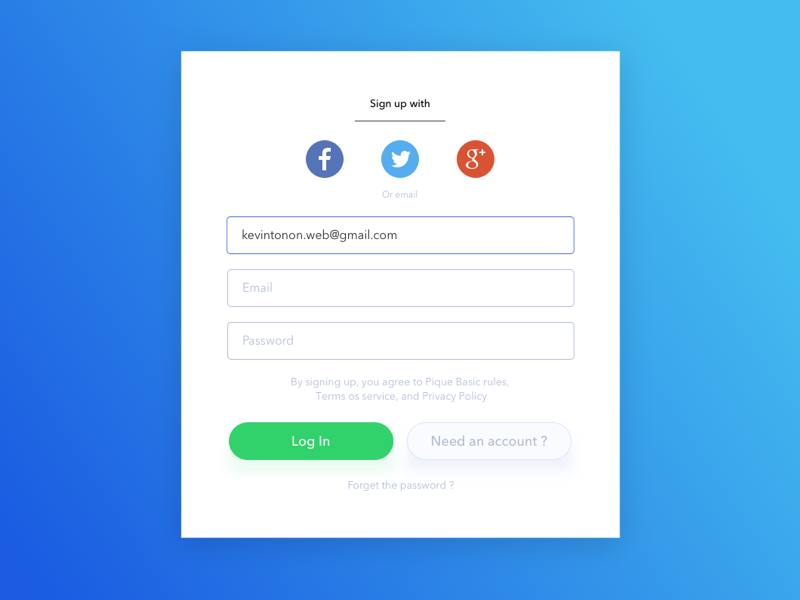 Sign up with
f
g+
Or email
kevintonon.web@gmail.com
Email
Password
By signing up, you agree to Pique Basic rules,
Terms os service, and Privacy Policy
Log In
Need an account ?
Forget the password ?